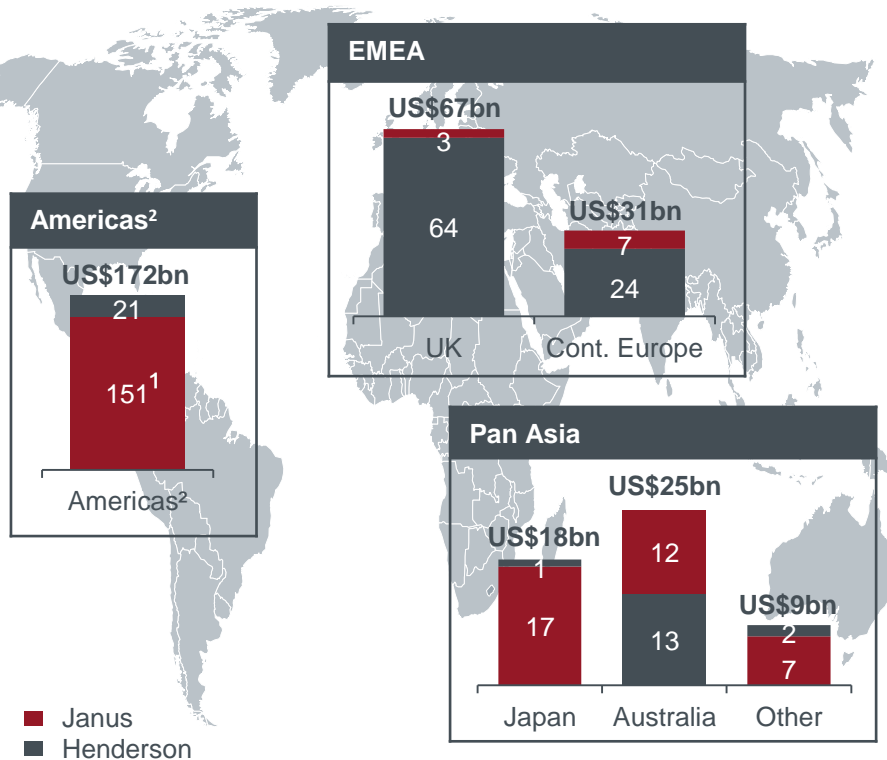 EMEA
US$67bn
3
64
UK
US$31bn
7
24
Cont. Europe
Americas²
US$172bn
21
151¹
Americas²
Pan Asia
US$18bn
1
17
Japan
US$25bn
12
13
Australia
US$9bn
2
7
Other
Janus
Henderson